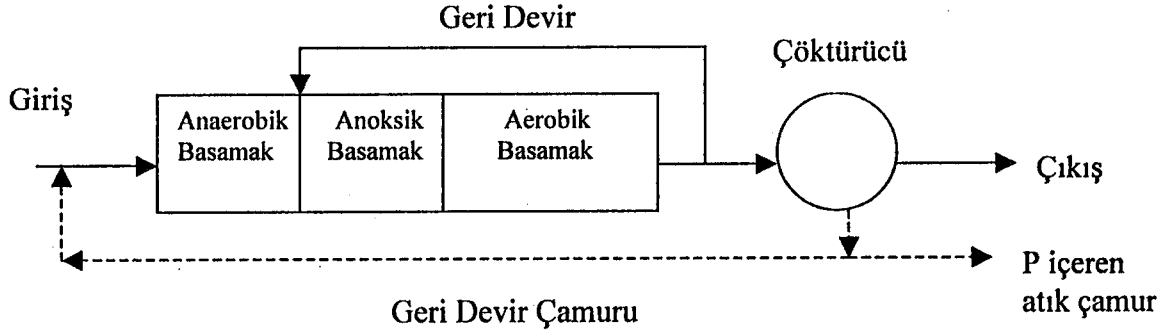 Geri Devir
Çöktürücü
Giriş
Anaerobik
Basamak
Anoksik
Basamak
Aerobik
Basamak
Çıkış
P içeren
atık çamur
Geri Devir Çamuru